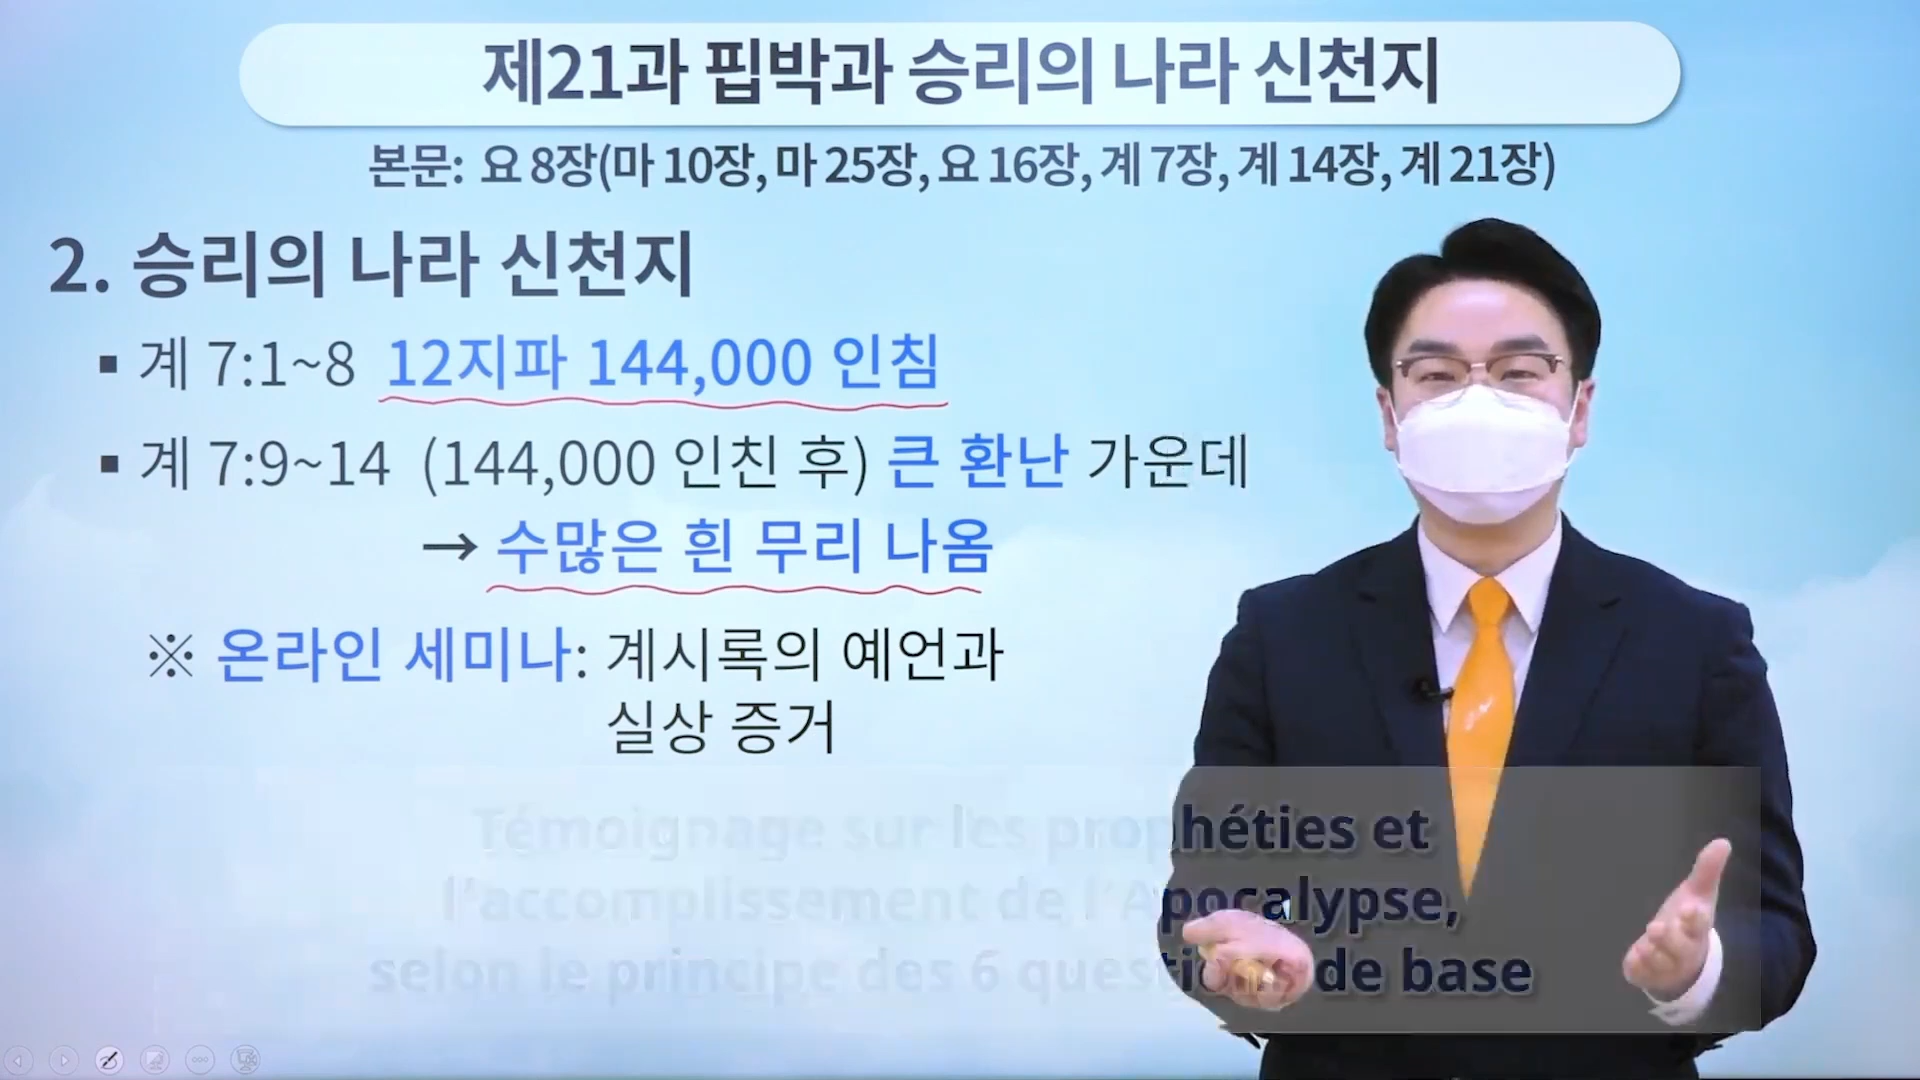 제21과 핍박과 승리의 나라 신천지
본문: 요 8장(마 10장, 마 25장, 요 16장, 계 7장, 계 14장, 계 21장)
2. 승리의 나라 신천지
▪ 계 7:1~8 12지파 144,000 인침
▪ 계 7:9~14 (144,000 인친 후) 큰 환난 가운데
→ 수많은 흰 무리 나옴
※ 온라인 세미나: 계시록의 예언과
실상 증거
Témoignage sur les prophéties et
l'accomplissement de l'Apocalypse,
selon le principe des 6 questions de base